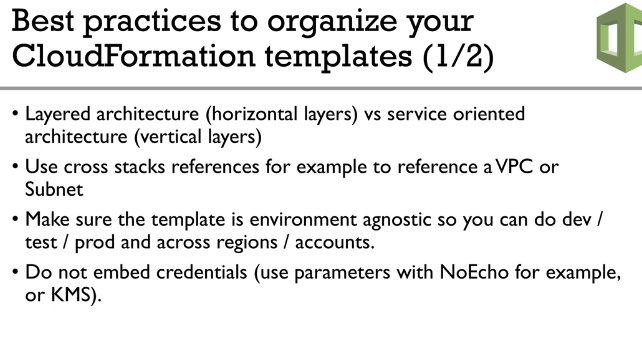 Best practices to organize your
CloudFormation templates (1/2)
• Layered architecture (horizontal layers) vs service oriented
architecture (vertical layers)
• Use cross stacks references for example to reference a VPC or
Subnet
• Make sure the template is environment agnostic so you can do dev /
test / prod and across regions / accounts.
• Do not embed credentials (use parameters with NoEcho for example,
or KMS).